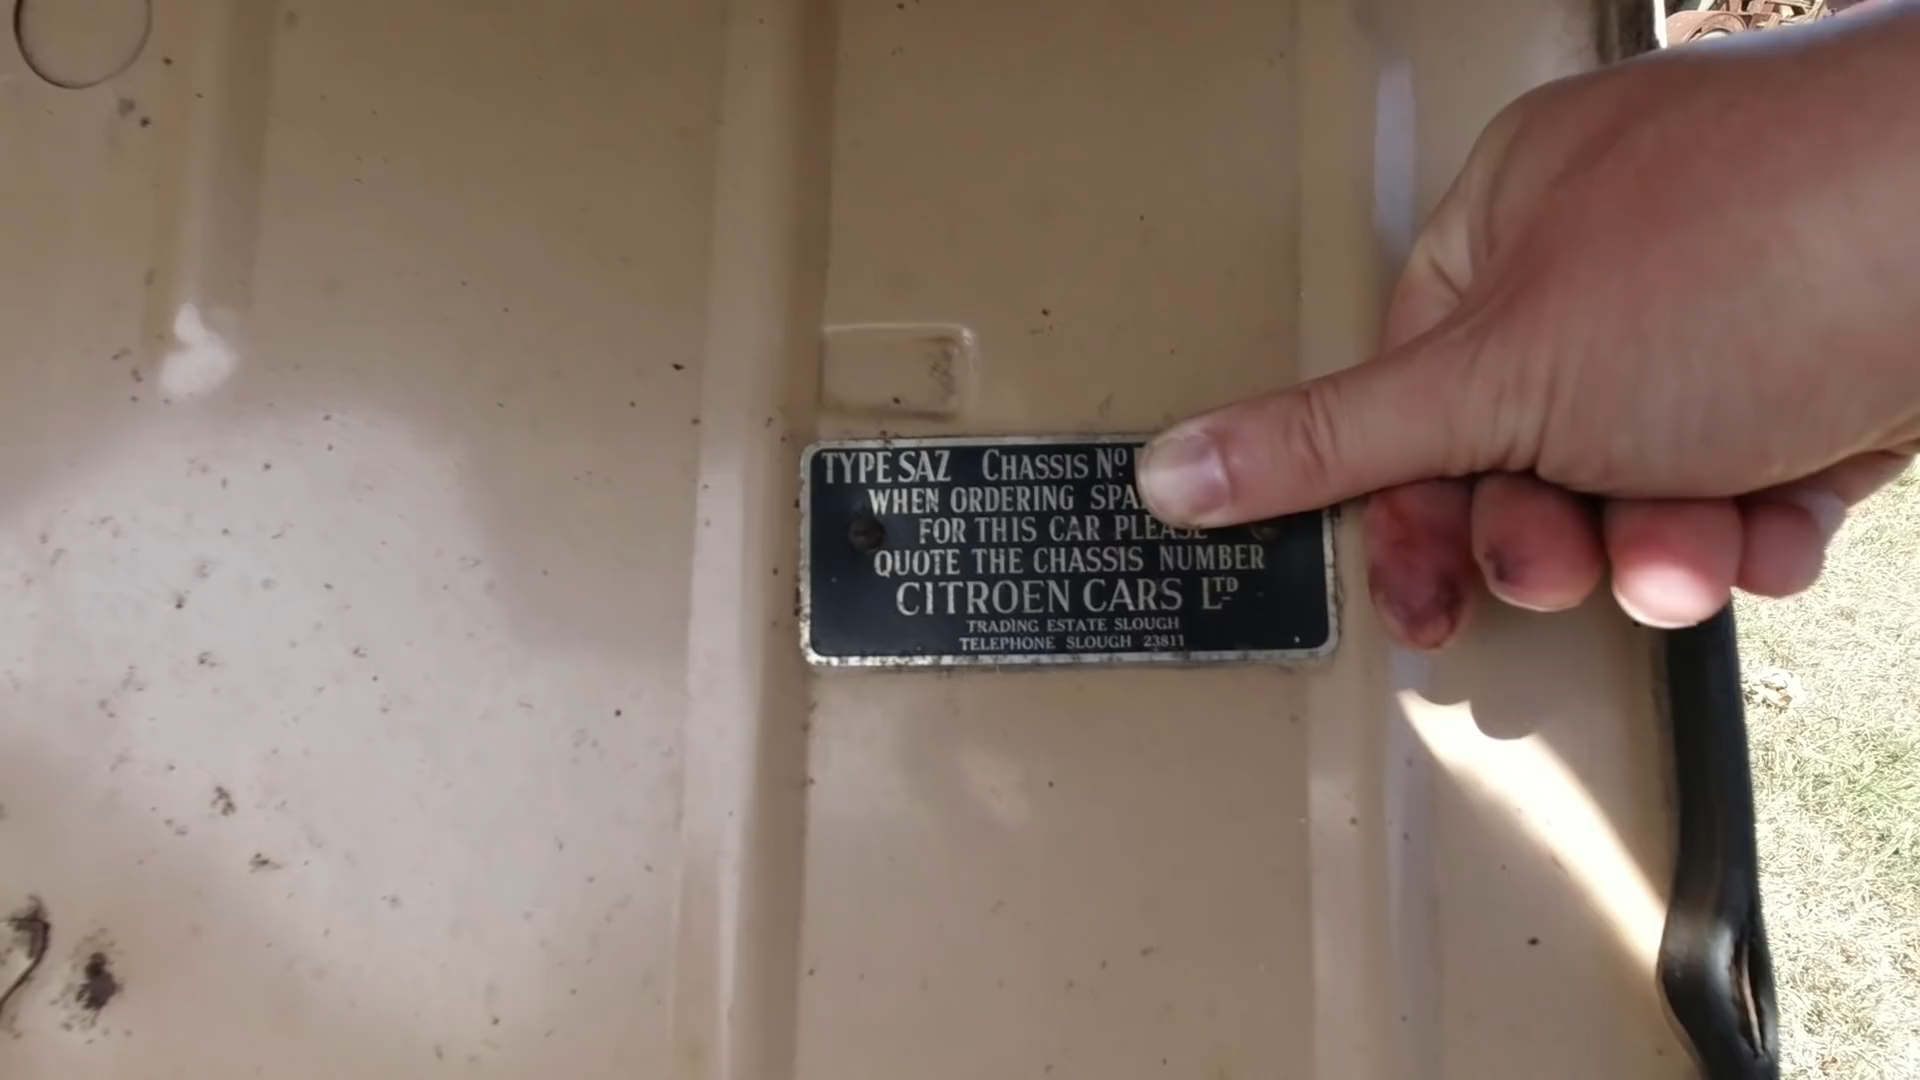 TYPE SAZ CHASSIS Nº
WHEN ORDERING
FOR THIS CAR PLEASE
QUOTE THE CHASSIS NUMBER
CITROEN CARS LTD
TRADING ESTATE SLOUGH
TELEPHONE SLOUGH 23811